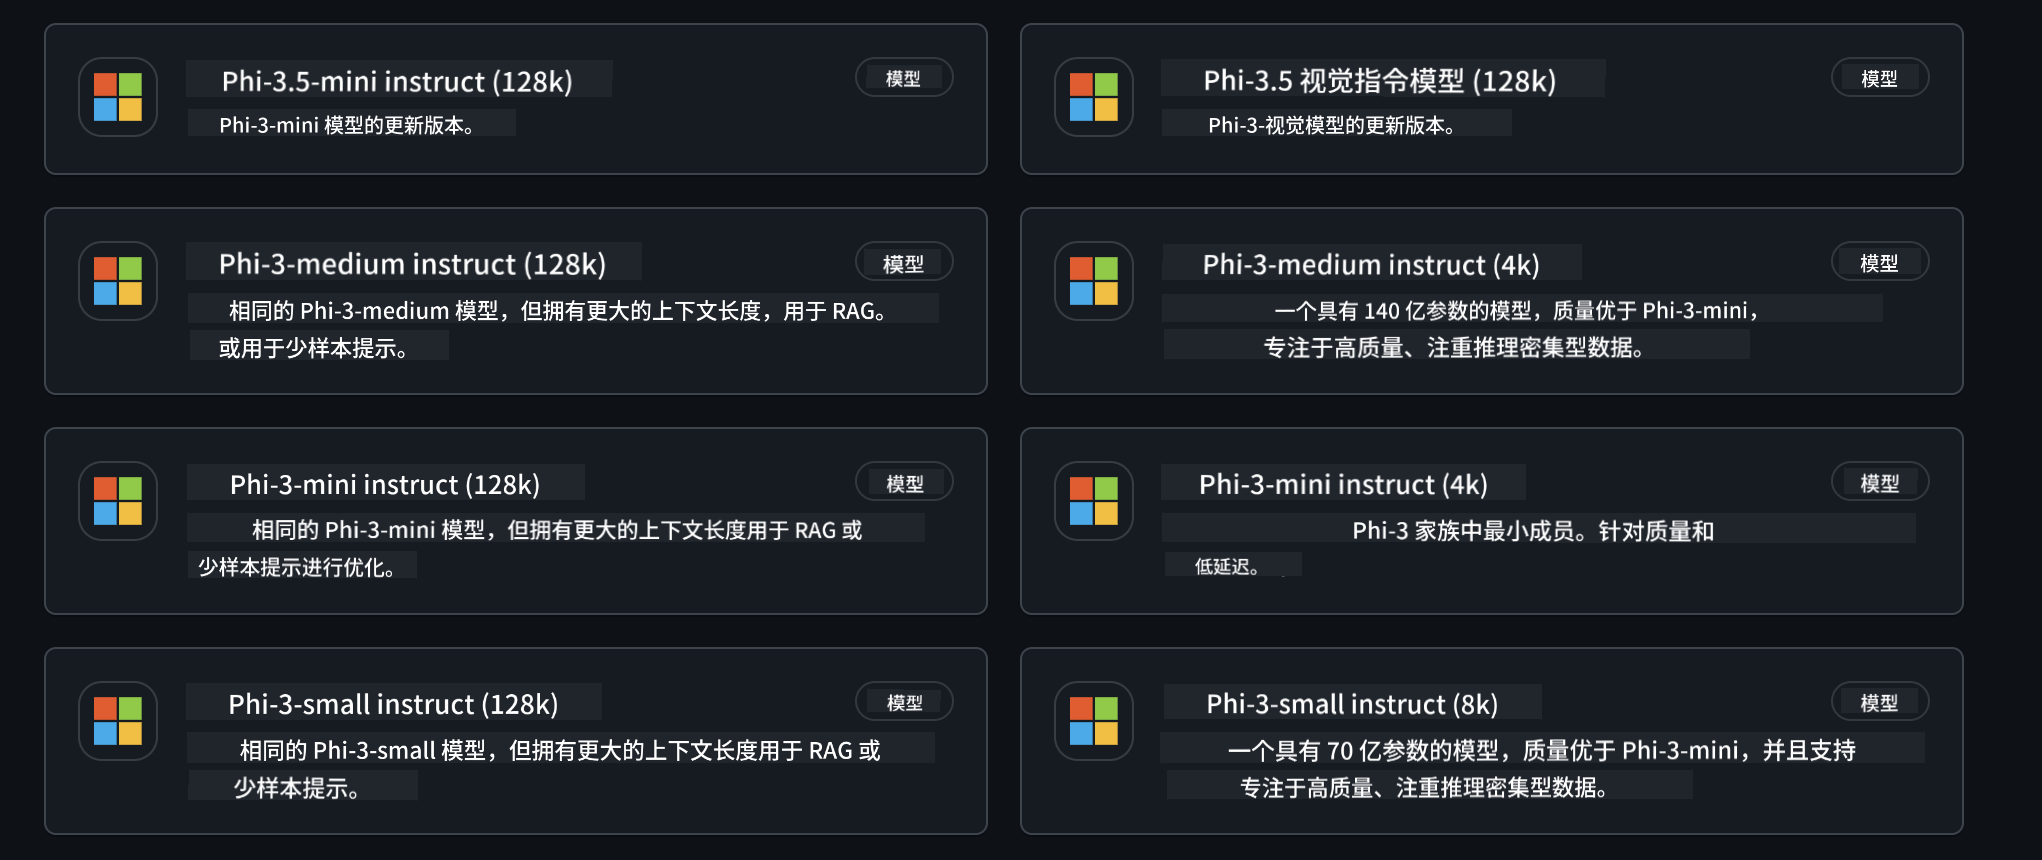 Phi-3.5-mini instruct (128k)
模型
Phi-3-mini 模型的更新版本。
Phi-3.5 视觉指令模型 (128k)
模型
Phi-3-视觉模型的更新版本。
Phi-3-medium instruct (128k)
模型
相同的 Phi-3-medium 模型，但拥有更大的上下文长度，用于 RAG。
或用于少样本提示。
Phi-3-medium instruct (4k)
模型
一个具有 140 亿参数的模型，质量优于 Phi-3-mini，
专注于高质量、注重推理密集型数据。
Phi-3-mini instruct (128k)
模型
相同的 Phi-3-mini 模型，但拥有更大的上下文长度用于 RAG 或
少样本提示进行优化。
Phi-3-mini instruct (4k)
模型
Phi-3 家族中最小成员。针对质量和
低延迟。
Phi-3-small instruct (128k)
模型
相同的 Phi-3-small 模型，但拥有更大的上下文长度用于 RAG 或
少样本提示。
Phi-3-small instruct (8k)
模型
一个具有 70 亿参数的模型，质量优于 Phi-3-mini，并且支持
专注于高质量、注重推理密集型数据。